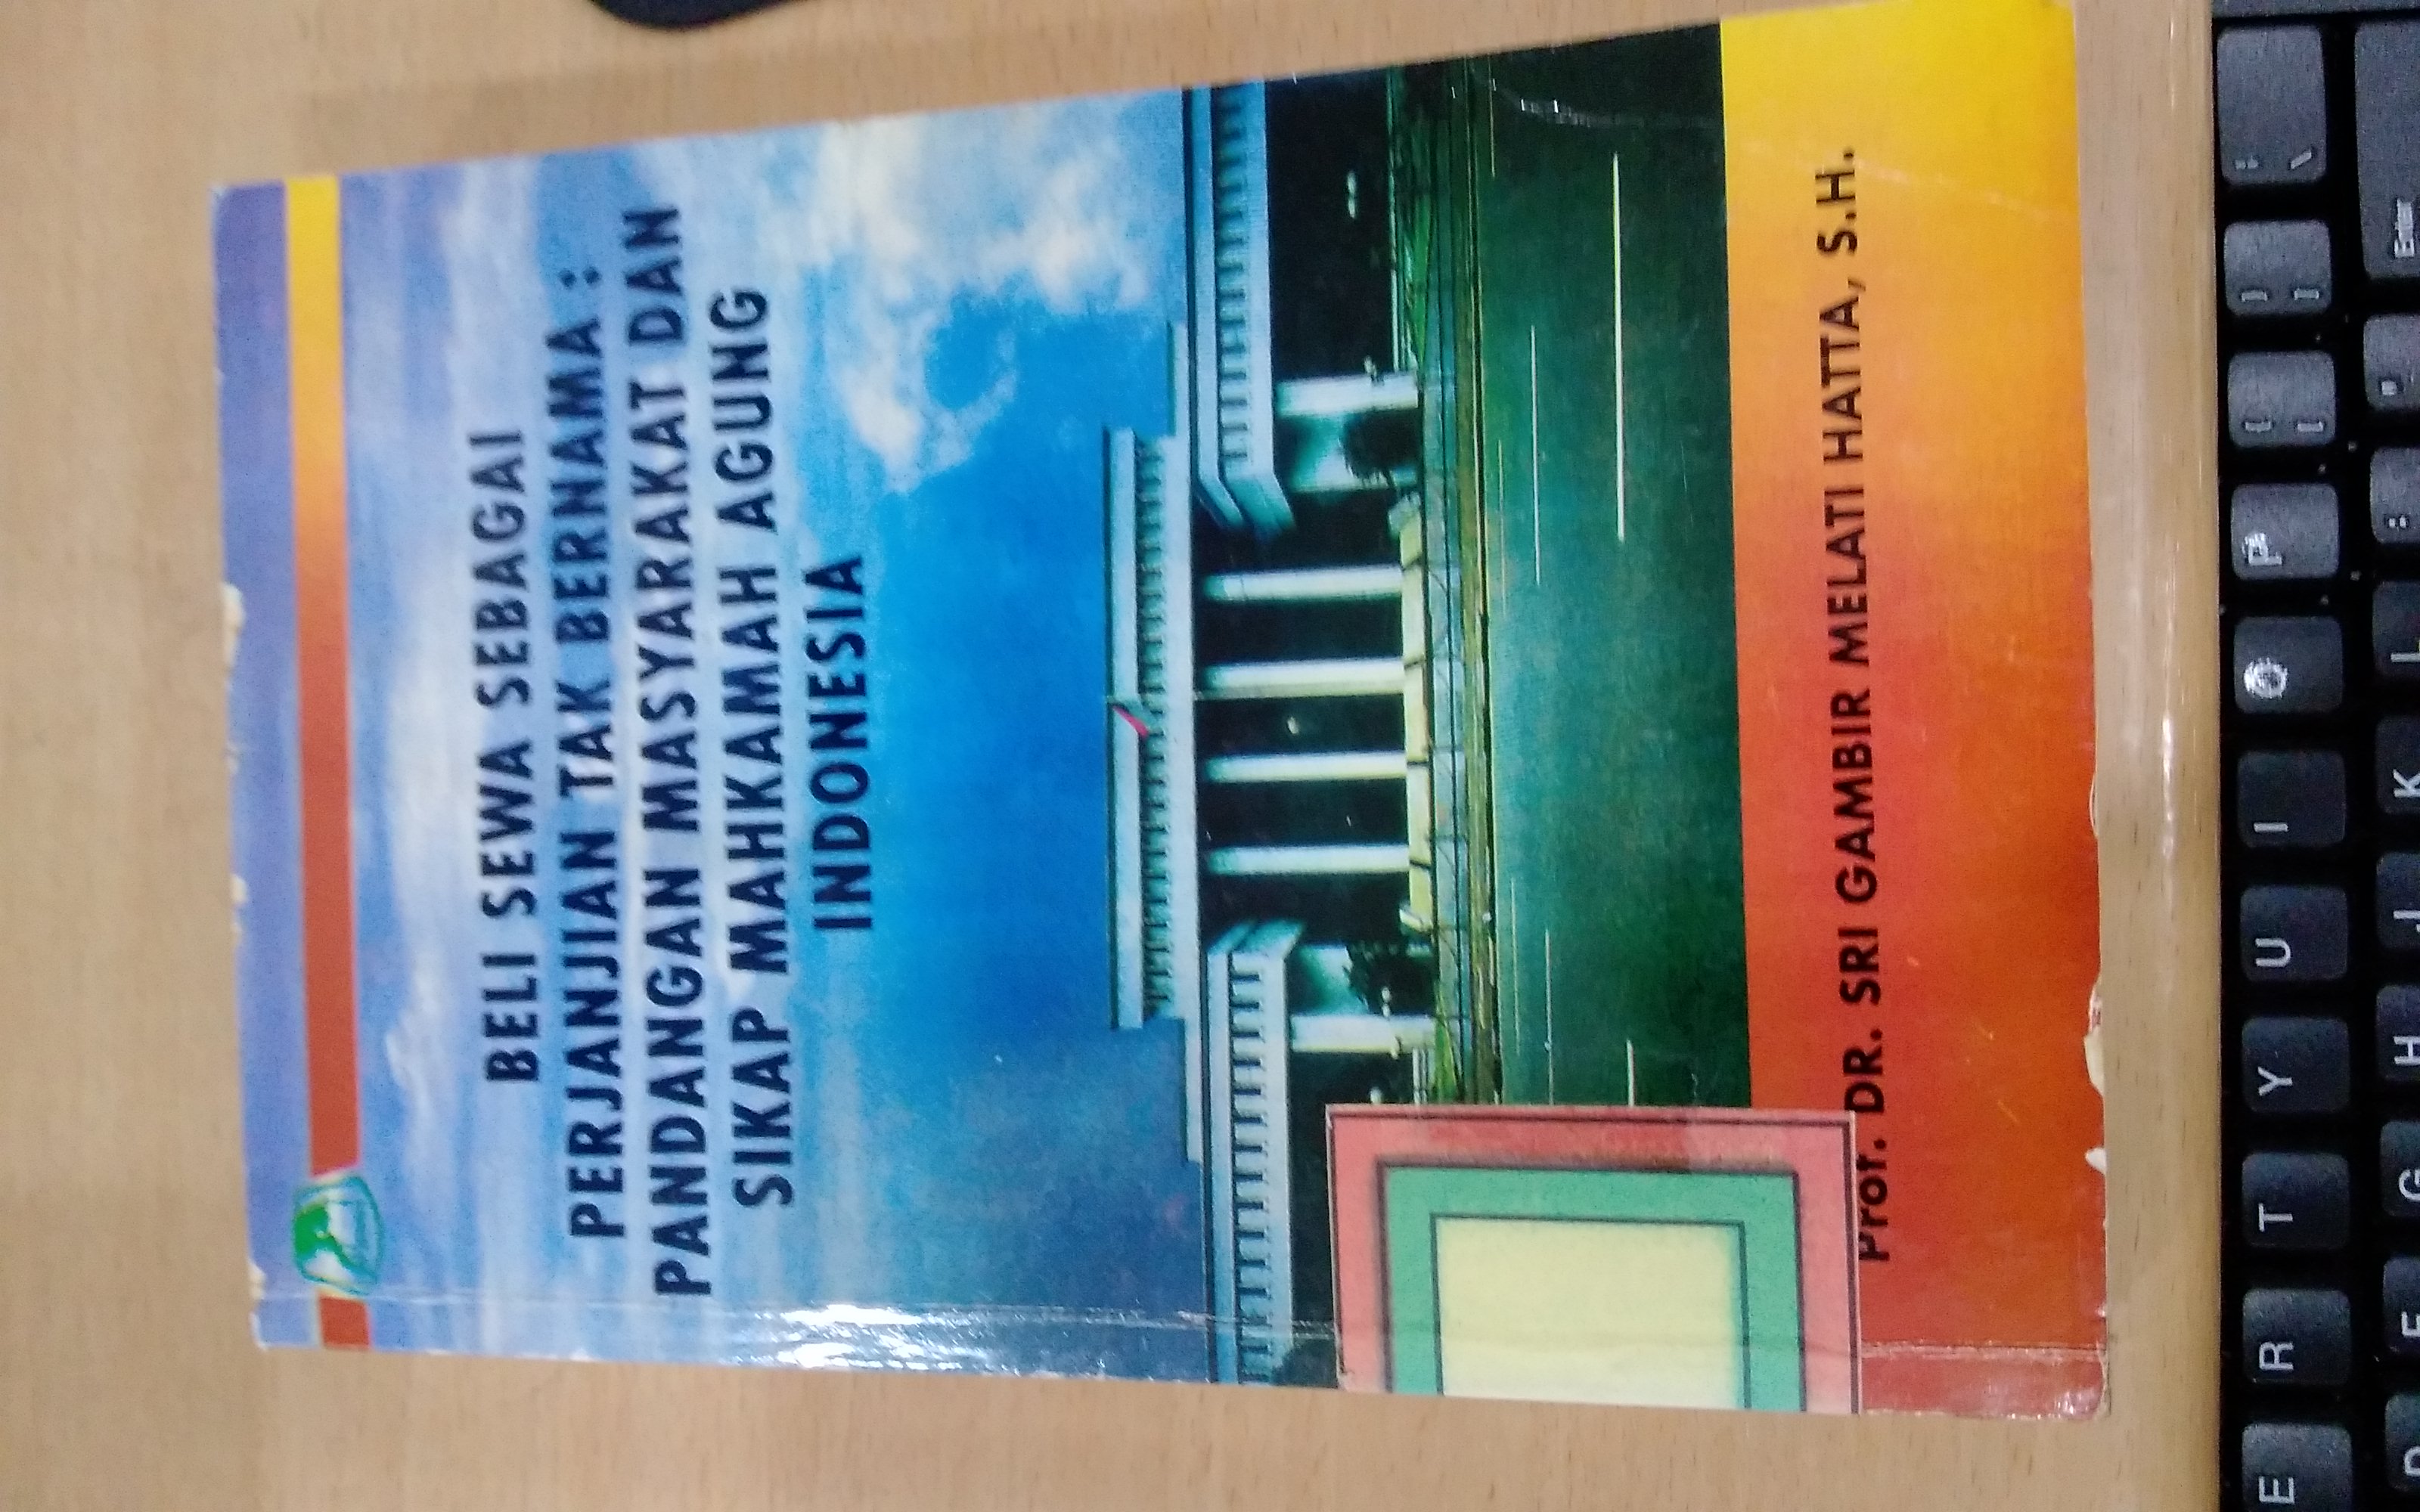 BELI SEWA SEBAGAI
PERJANJIAN TAK BERNAMA :
PANDANGAN MASYARAKAT DAN
SIKAP MAHKAMAH AGUNG
INDONESIA
Prof. DR. SRI GAMBIR MELATI HATTA, S.H.
E R T Y U I O P { [ } ] " \
D F G H J K L : Enter